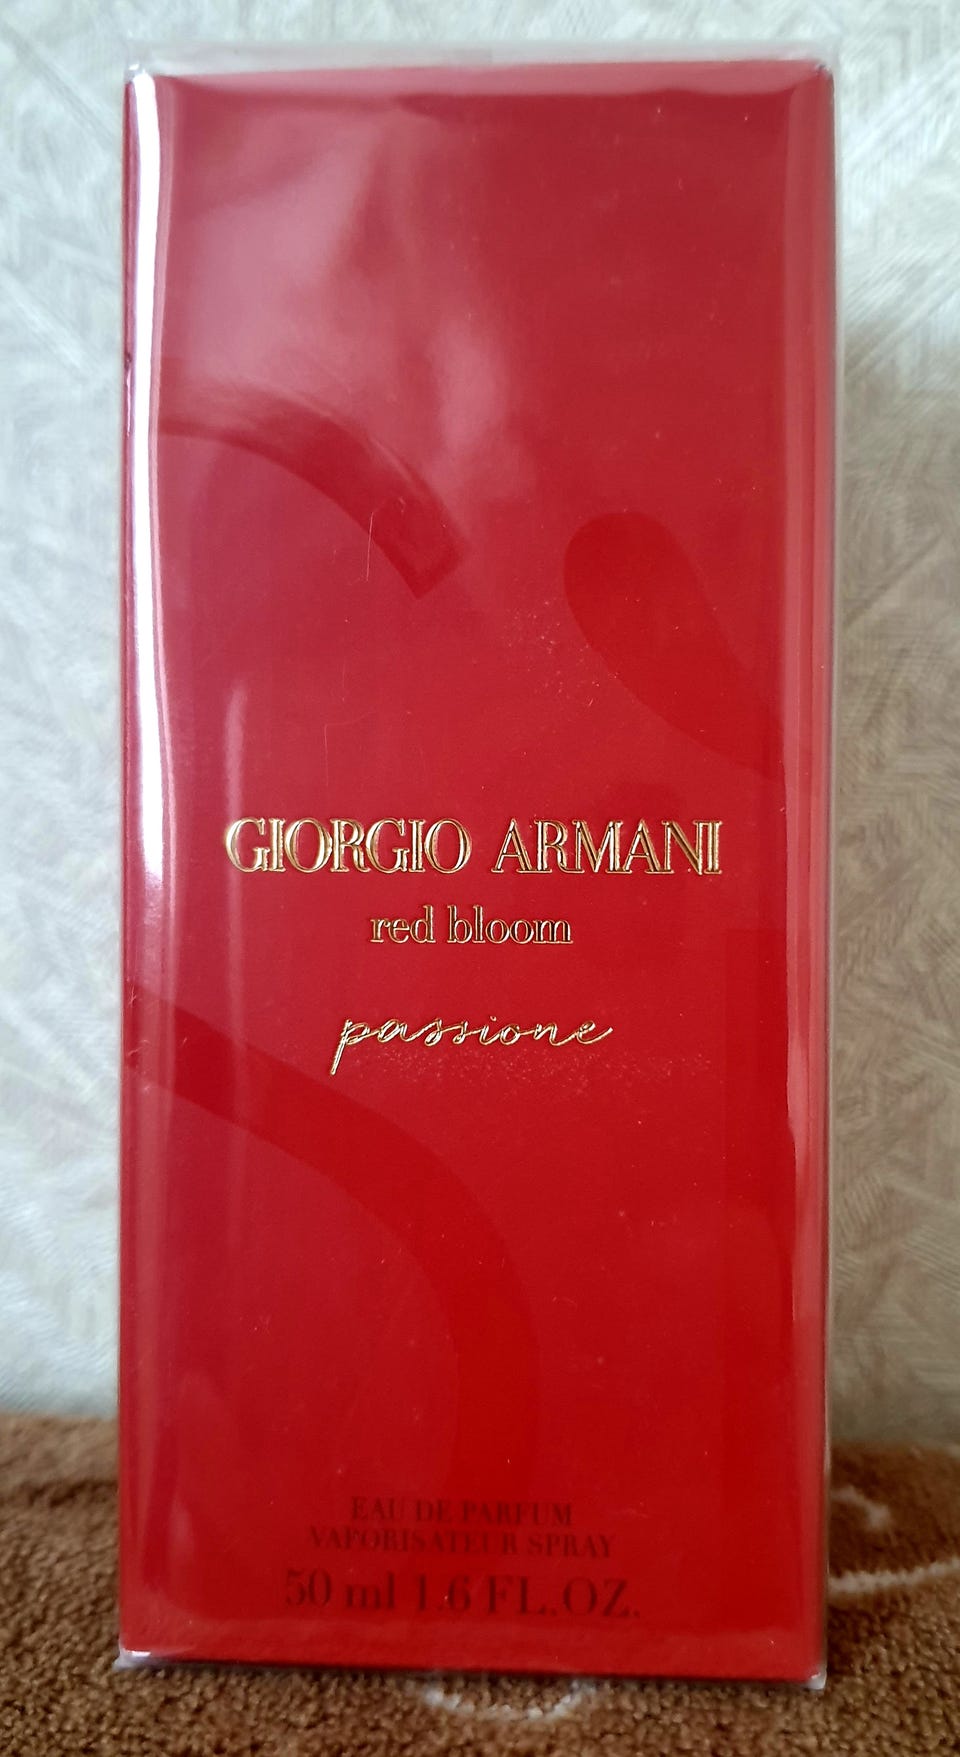 GIORGIO ARMANI
red bloom
passione
EAU DE PARFUM
VAPORISATEUR SPRAY
50 ml 1.6 FL.OZ.